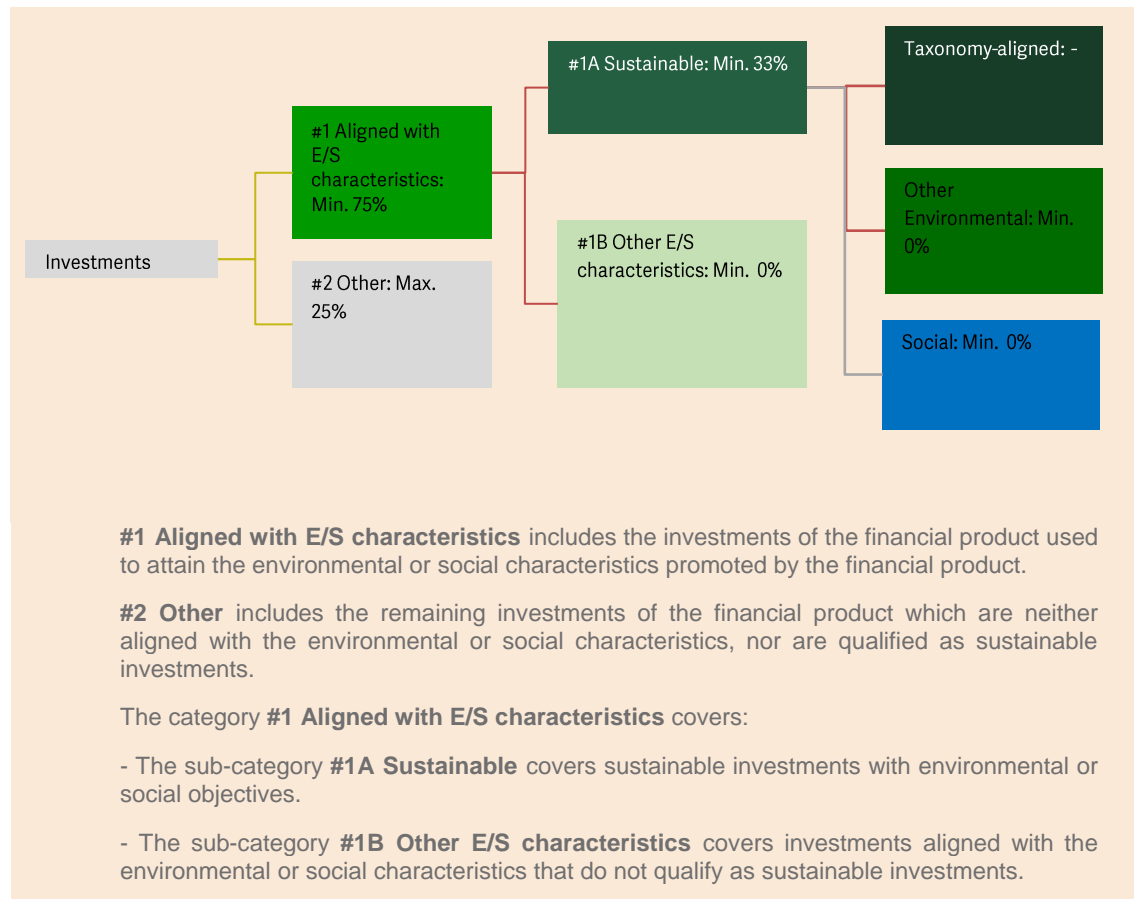 Investments
#1 Aligned with
E/S
characteristics:
Min. 75%
#2 Other: Max.
25%
#1A Sustainable: Min. 33%
#1B Other E/S
characteristics: Min. 0%
Taxonomy-aligned: -
Other
Environmental: Min.
0%
Social: Min. 0%
#1 Aligned with E/S characteristics includes the investments of the financial product used
to attain the environmental or social characteristics promoted by the financial product.
#2 Other includes the remaining investments of the financial product which are neither
aligned with the environmental or social characteristics, nor are qualified as sustainable
investments.
The category #1 Aligned with E/S characteristics covers:
- The sub-category #1A Sustainable covers sustainable investments with environmental or
social objectives.
- The sub-category #1B Other E/S characteristics covers investments aligned with the
environmental or social characteristics that do not qualify as sustainable investments.